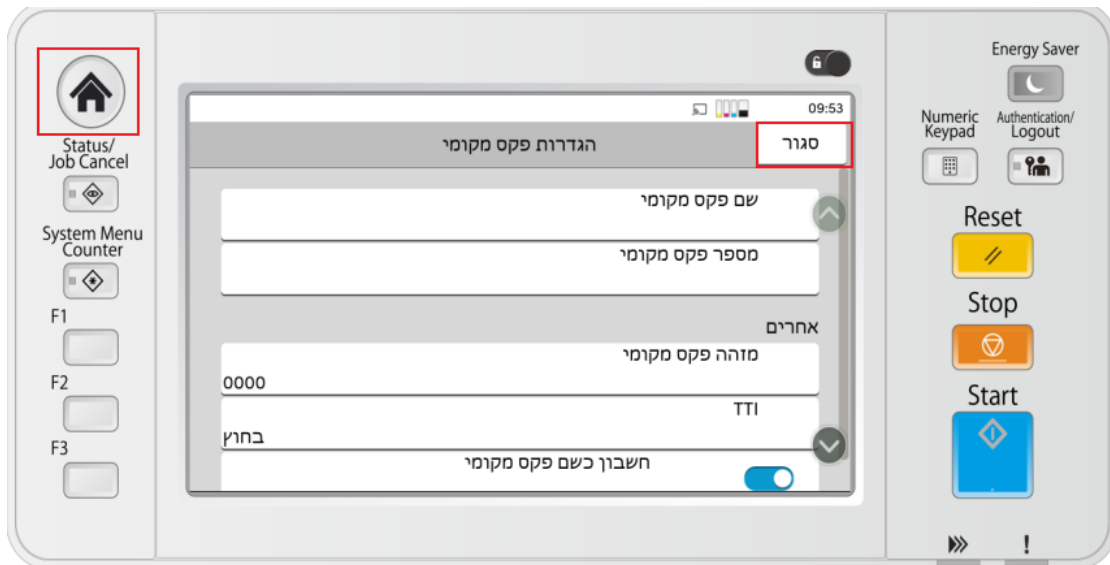 Energy Saver
Status/
Job Cancel
System Menu
Counter
F1
F2
F3
09:53
סגור
הגדרות פקס מקומי
שם פקס מקומי
מספר פקס מקומי
אחרים
מזהה פקס מקומי
0000
TTI
בחוץ
חשבון כשם פקס מקומי
Numeric
Keypad
Authentication/
Logout
Reset
Stop
Start
!